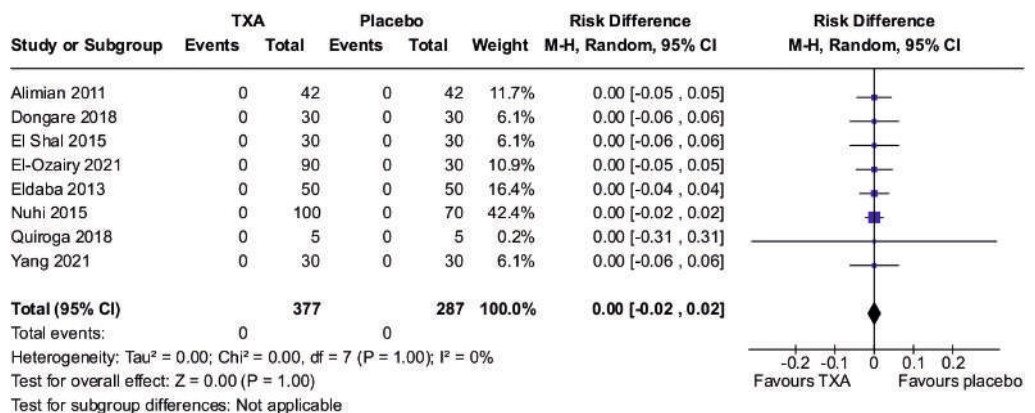 TXA Placebo Risk Difference Risk Difference
Study or Subgroup Events Total Events Total Weight M-H, Random, 95% CI M-H, Random, 95% CI
Alimian 2011 0 42 0 42 11.7% 0.00 [-0.05 , 0.05]
Dongare 2018 0 30 0 30 6.1% 0.00 [-0.06 , 0.06]
El Shal 2015 0 30 0 30 6.1% 0.00 [-0.06 , 0.06]
El-Ozairy 2021 0 90 0 30 10.9% 0.00 [-0.05 , 0.05]
Eldaba 2013 0 50 0 50 16.4% 0.00 [-0.04 , 0.04]
Nuhi 2015 0 100 0 70 42.4% 0.00 [-0.02 , 0.02]
Quiroga 2018 0 5 0 5 0.2% 0.00 [-0.31 , 0.31]
Yang 2021 0 30 0 30 6.1% 0.00 [-0.06 , 0.06]
Total (95% CI) 377 287 100.0% 0.00 [-0.02 , 0.02]
Total events: 0 0
Heterogeneity: Tau² = 0.00; Chi² = 0.00, df = 7 (P = 1.00); I² = 0%
-0.2 -0.1 0 0.1 0.2
Test for overall effect: Z = 0.00 (P = 1.00)
Favours TXA Favours placebo
Test for subgroup differences: Not applicable